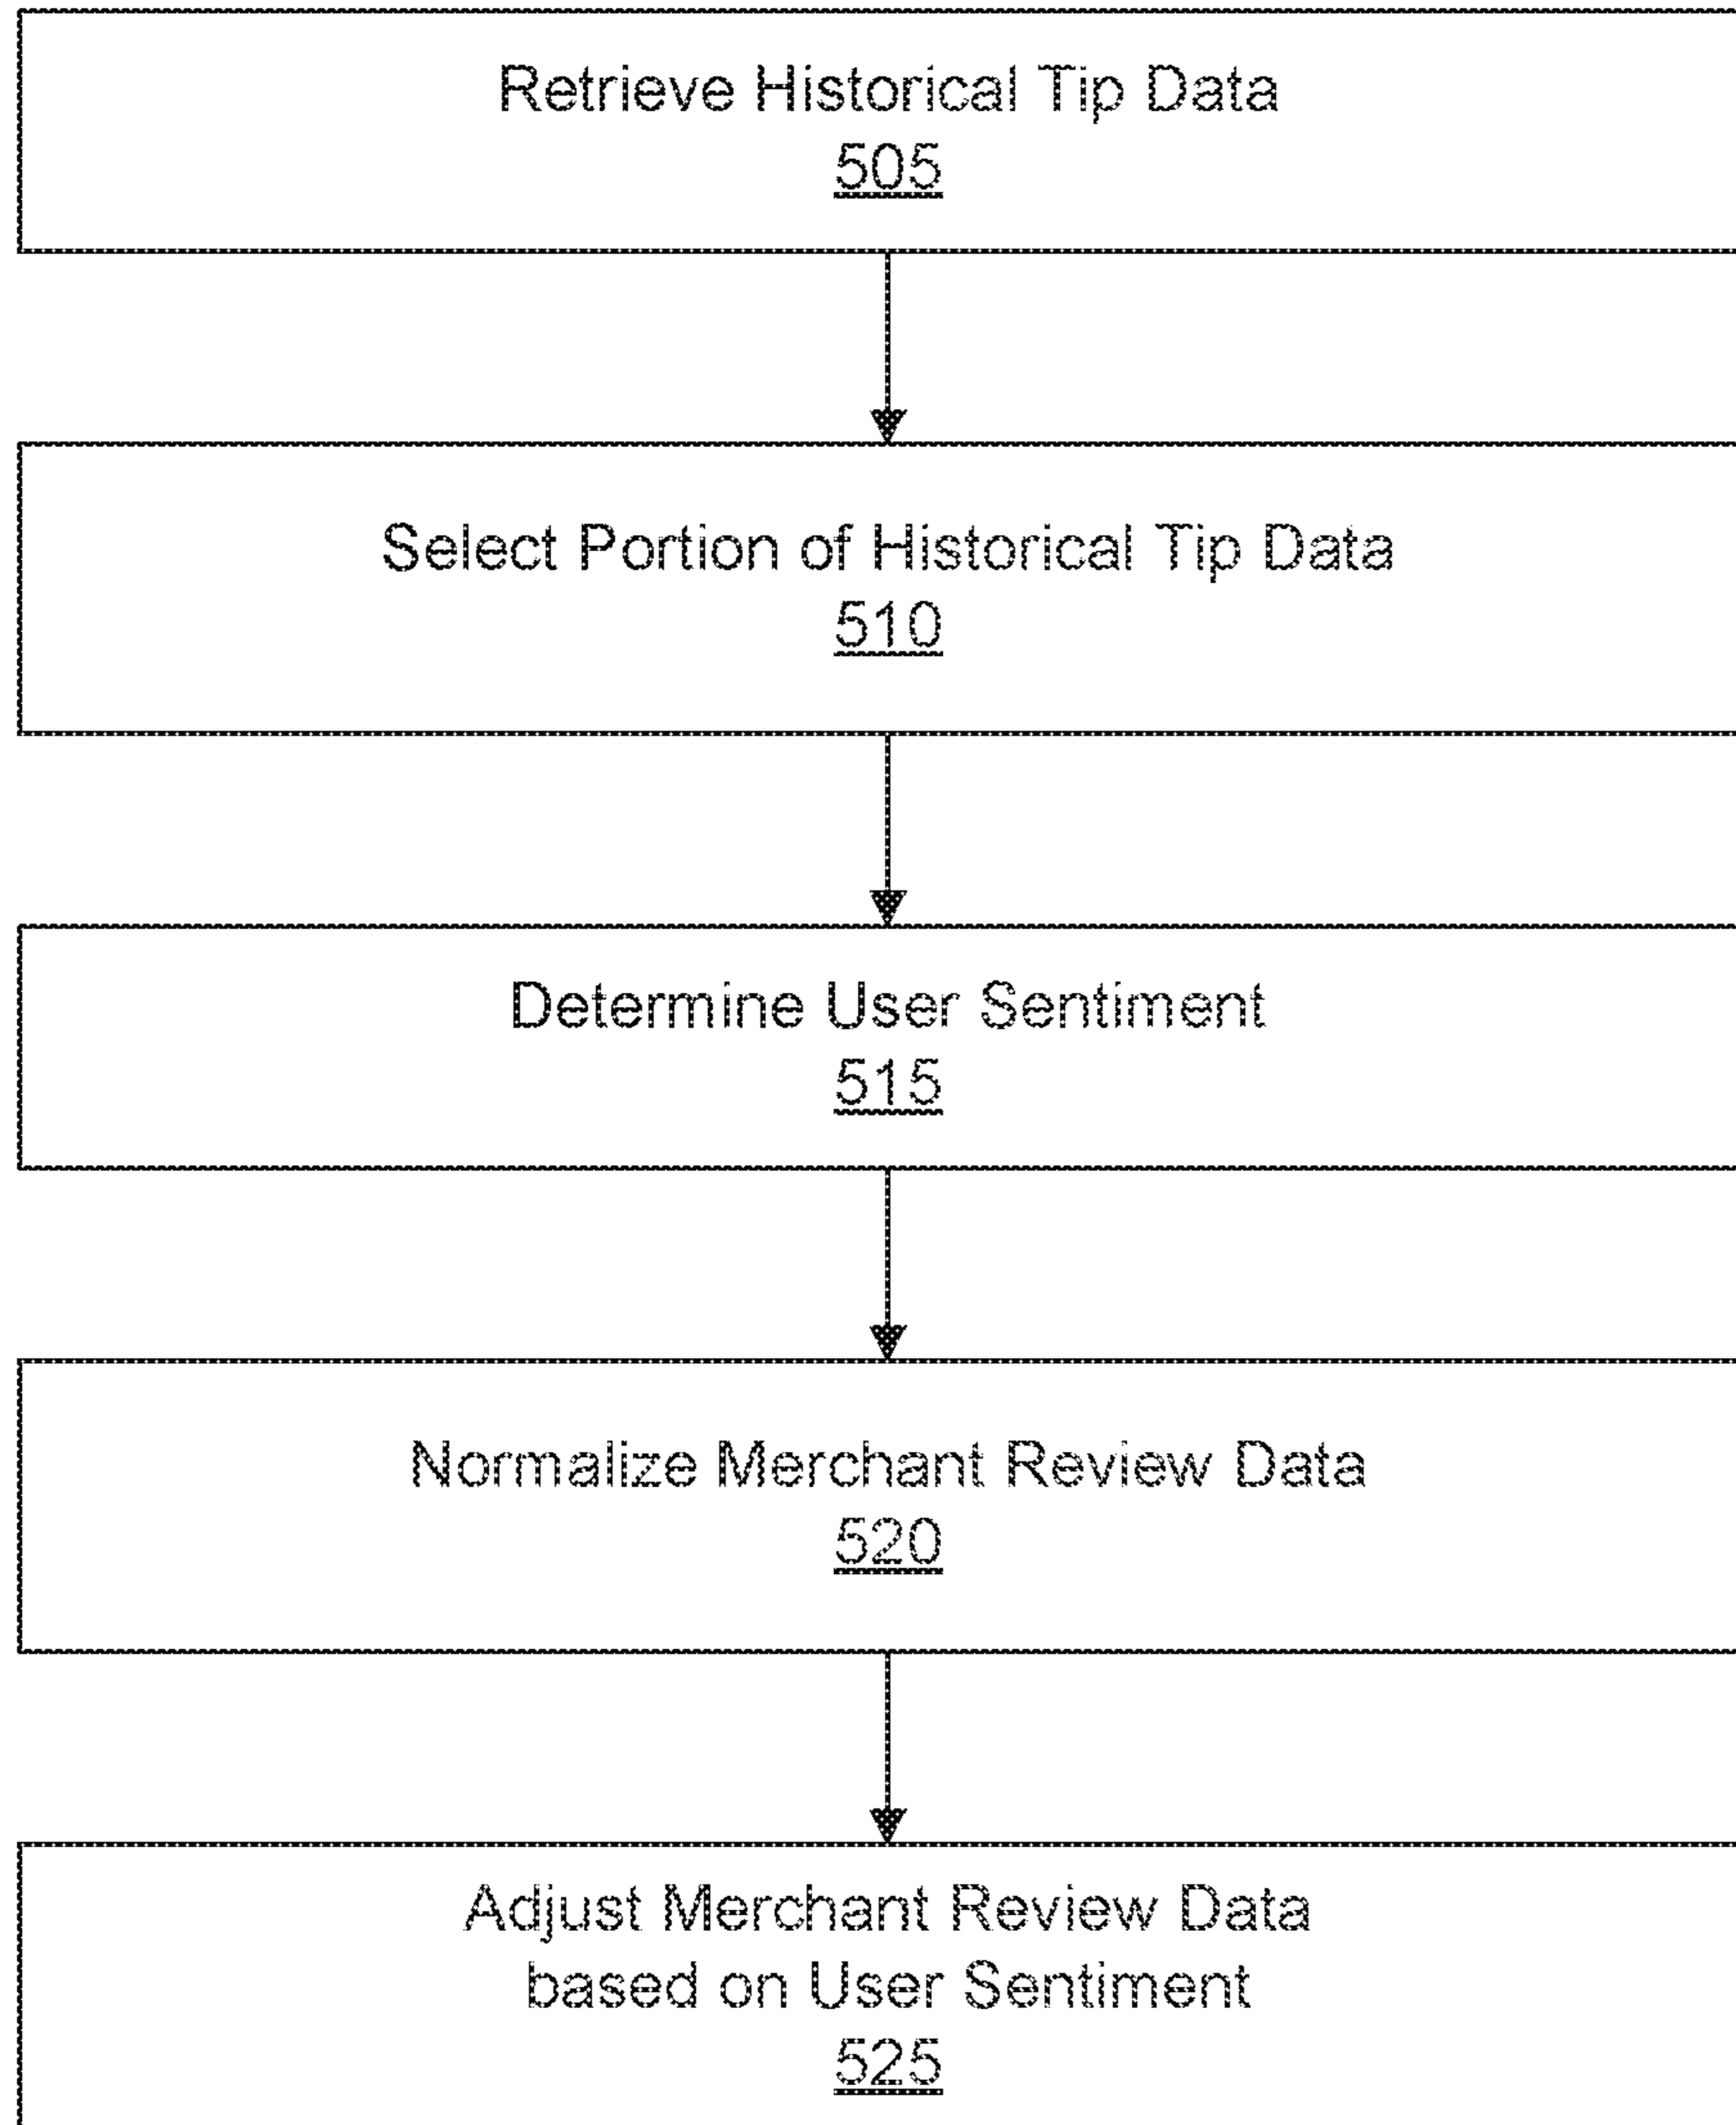 Retrieve Historical Tip Data
505
Select Portion of Historical Tip Data
510
Determine User Sentiment
515
Normalize Merchant Review Data
520
Adjust Merchant Review Data
based on User Sentiment
525